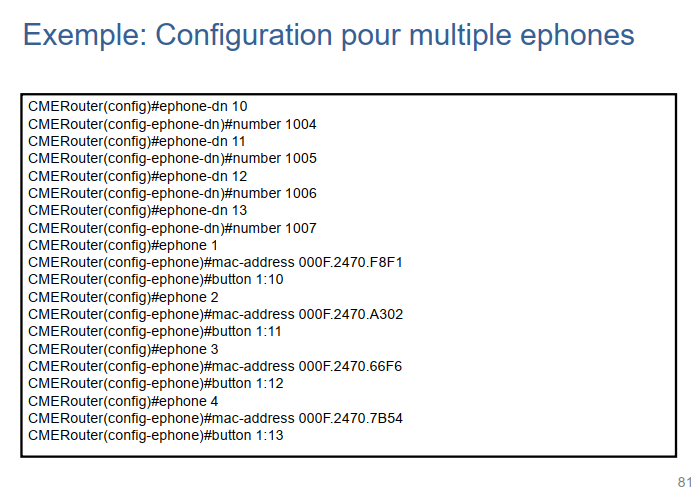 Exemple: Configuration pour multiple ephones
CMERouter(config)#ephone-dn 10
CMERouter(config-ephone-dn)#number 1004
CMERouter(config)#ephone-dn 11
CMERouter(config-ephone-dn)#number 1005
CMERouter(config)#ephone-dn 12
CMERouter(config-ephone-dn)#number 1006
CMERouter(config)#ephone-dn 13
CMERouter(config-ephone-dn)#number 1007
CMERouter(config)#ephone 1
CMERouter(config-ephone)#mac-address 000F.2470.F8F1
CMERouter(config-ephone)#button 1:10
CMERouter(config)#ephone 2
CMERouter(config-ephone)#mac-address 000F.2470.A302
CMERouter(config-ephone)#button 1:11
CMERouter(config)#ephone 3
CMERouter(config-ephone)#mac-address 000F.2470.66F6
CMERouter(config-ephone)#button 1:12
CMERouter(config)#ephone 4
CMERouter(config-ephone)#mac-address 000F.2470.7B54
CMERouter(config-ephone)#button 1:13
81